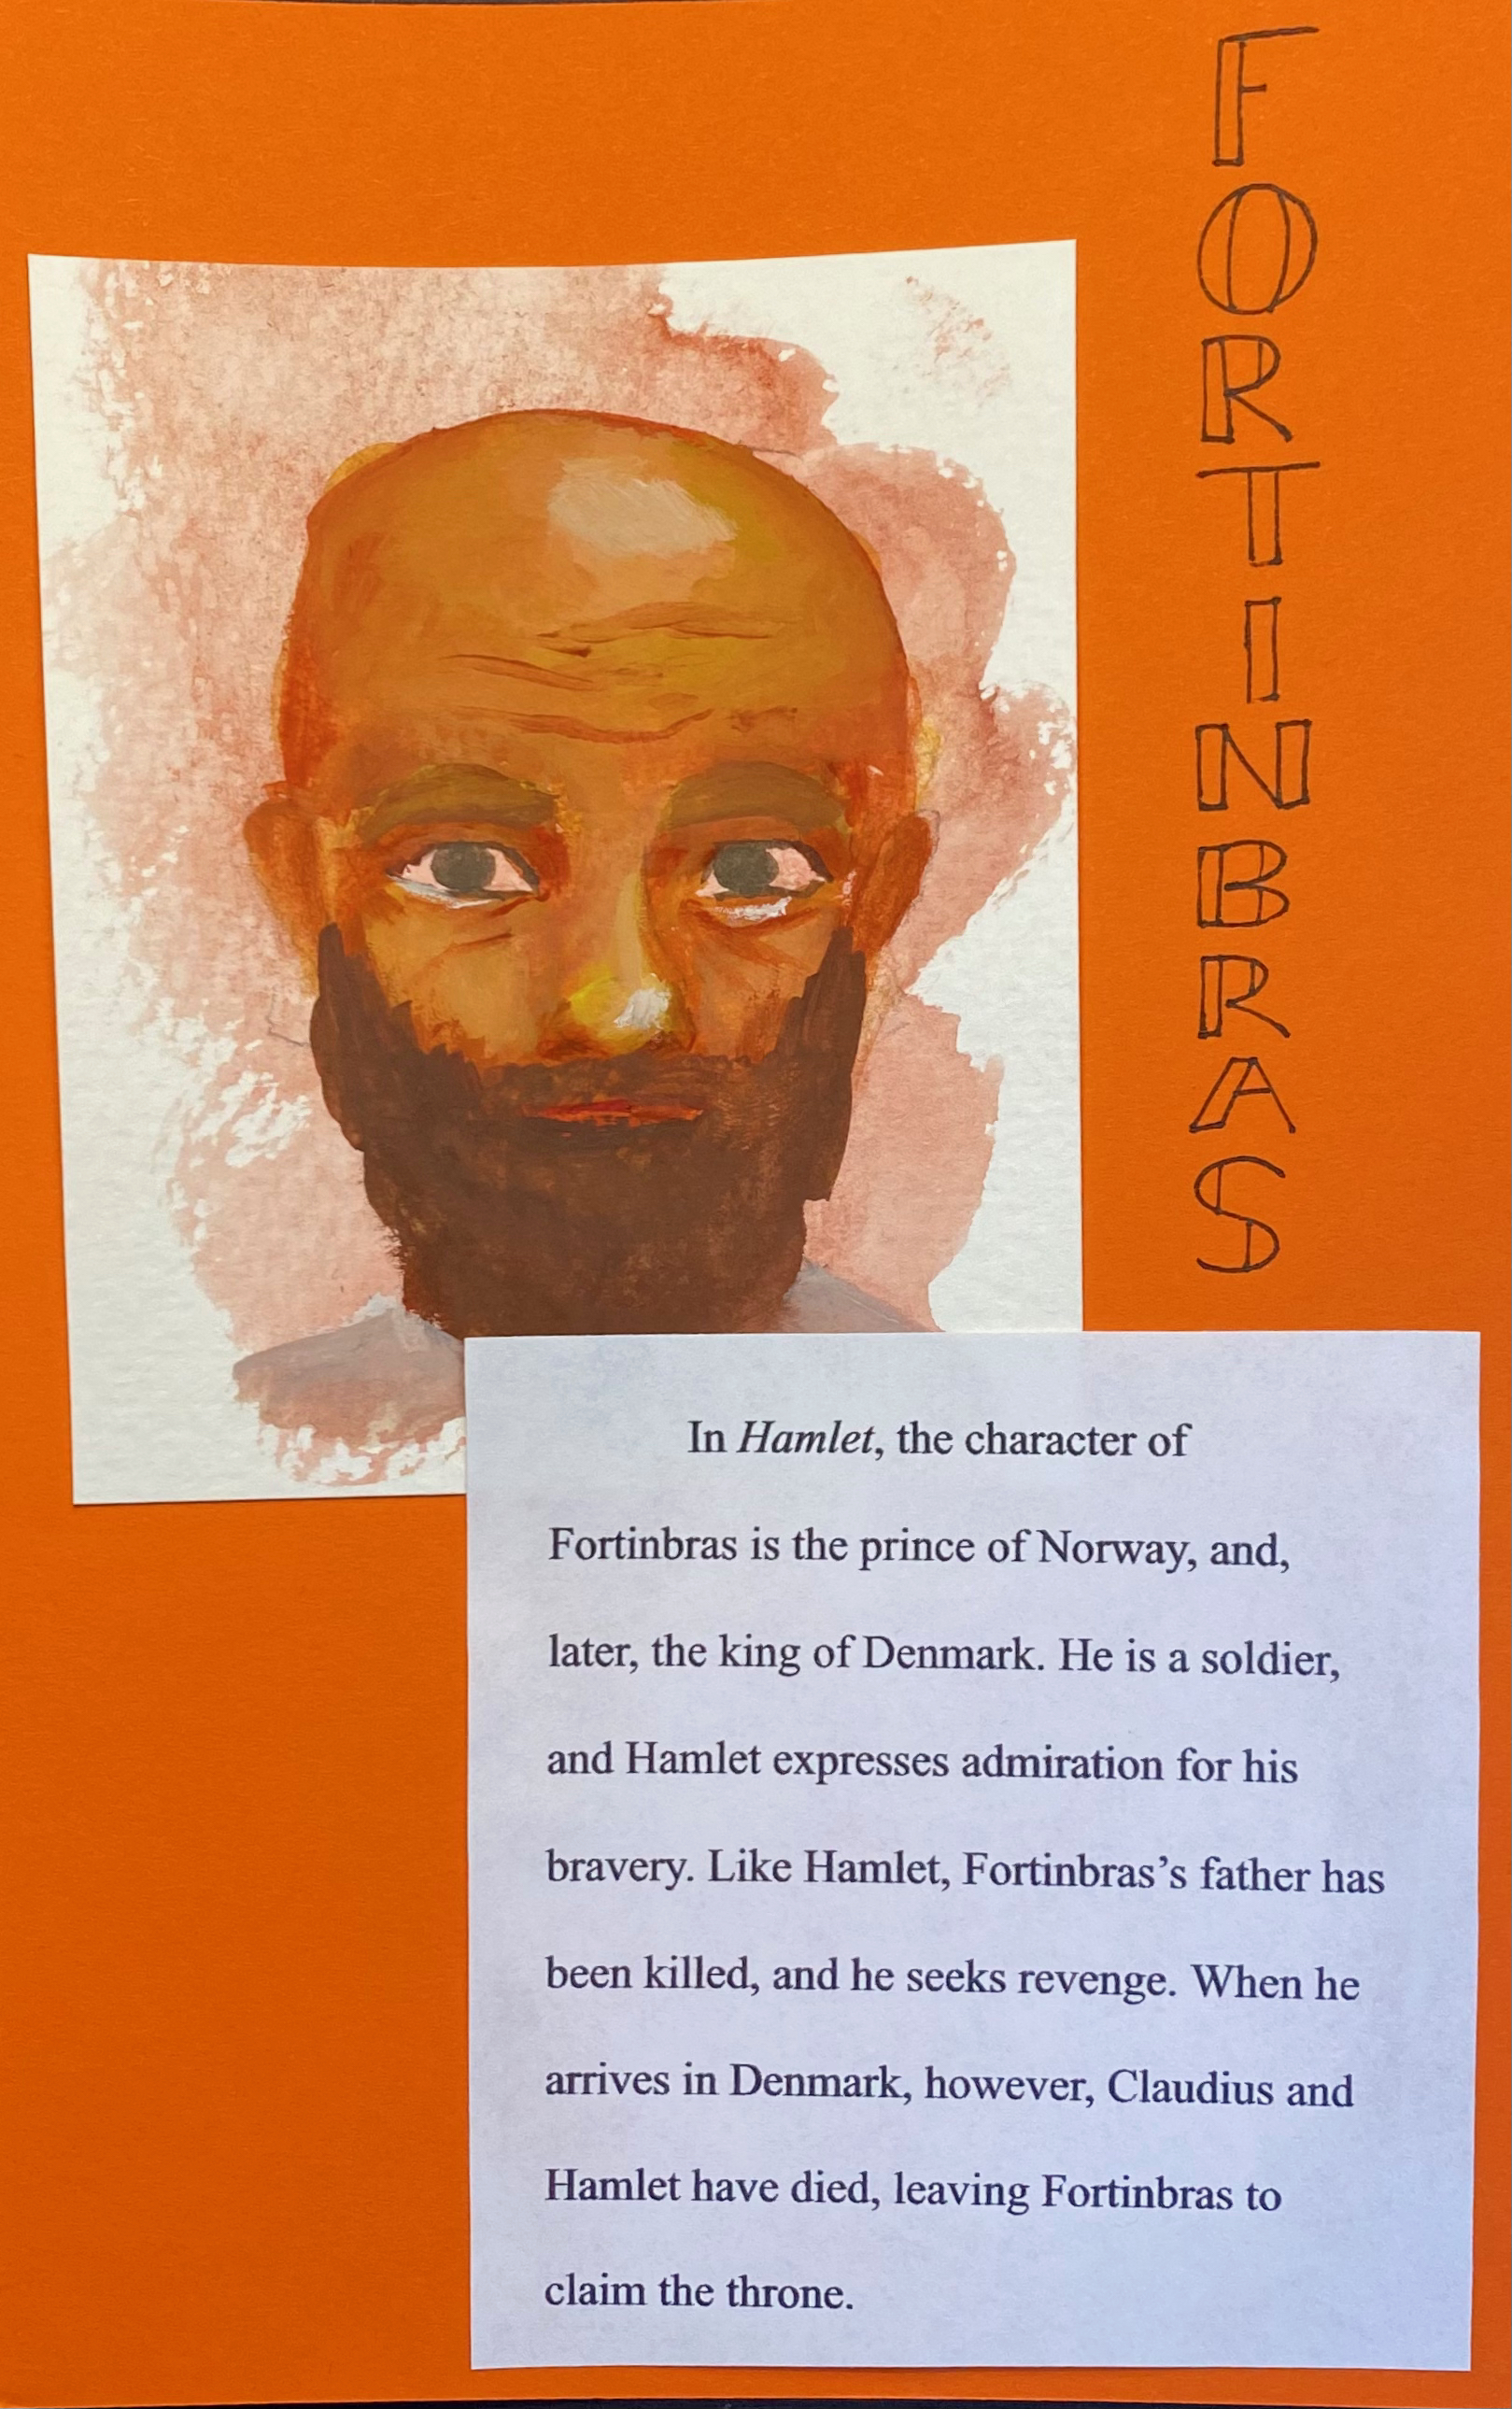 FORTINBRAS
In Hamlet, the character of
Fortinbras is the prince of Norway, and,
later, the king of Denmark. He is a soldier,
and Hamlet expresses admiration for his
bravery. Like Hamlet, Fortinbras’s father has
been killed, and he seeks revenge. When he
arrives in Denmark, however, Claudius and
Hamlet have died, leaving Fortinbras to
claim the throne.